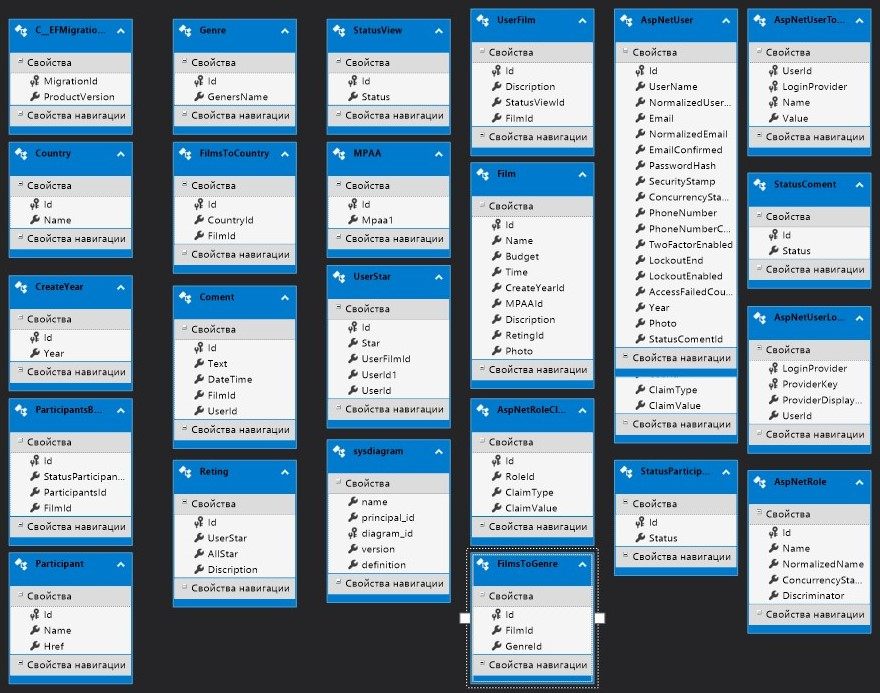 C__EFMigratio...
Свойства
MigrationId
ProductVersion
Свойства навигации
Country
Свойства
Id
Name
Свойства навигации
CreateYear
Свойства
Id
Year
Свойства навигации
ParticipantsB...
Свойства
Id
StatusParticipan...
ParticipantsId
FilmId
Свойства навигации
Participant
Свойства
Id
Name
Href
Свойства навигации
Genre
Свойства
Id
GenersName
Свойства навигации
FilmsToCountry
Свойства
Id
CountryId
FilmId
Свойства навигации
Coment
Свойства
Id
Text
DateTime
FilmId
UserId
Свойства навигации
Reting
Свойства
Id
UserStar
AllStar
Discription
Свойства навигации
StatusView
Свойства
Id
Status
Свойства навигации
MPAA
Свойства
Id
Mpaa1
Свойства навигации
UserStar
Свойства
Id
Star
UserFilmId
UserId1
UserId
Свойства навигации
sysdiagram
Свойства
name
principal_id
diagram_id
version
definition
Свойства навигации
UserFilm
Свойства
Id
Discription
StatusViewId
FilmId
Свойства навигации
Film
Свойства
Id
Name
Budget
Time
CreateYearId
MPAAId
Discription
RetingId
Photo
Свойства навигации
AspNetRoleCl...
Свойства
Id
RoleId
ClaimType
ClaimValue
Свойства навигации
FilmsToGenre
Свойства
Id
FilmId
GenreId
Свойства навигации
AspNetUser
Свойства
Id
UserName
NormalizedUser...
Email
NormalizedEmail
EmailConfirmed
PasswordHash
SecurityStamp
ConcurrencySta...
PhoneNumber
PhoneNumberC...
TwoFactorEnabled
LockoutEnd
LockoutEnabled
AccessFailedCou...
Year
Photo
StatusComentId
Свойства навигации
ClaimType
ClaimValue
Свойства навигации
StatusParticip...
Свойства
Id
Status
Свойства навигации
AspNetUserTo...
Свойства
UserId
LoginProvider
Name
Value
Свойства навигации
StatusComent
Свойства
Id
Status
Свойства навигации
AspNetUserLo...
Свойства
LoginProvider
ProviderKey
ProviderDisplay...
UserId
Свойства навигации
AspNetRole
Свойства
Id
Name
NormalizedName
ConcurrencySta...
Discriminator
Свойства навигации